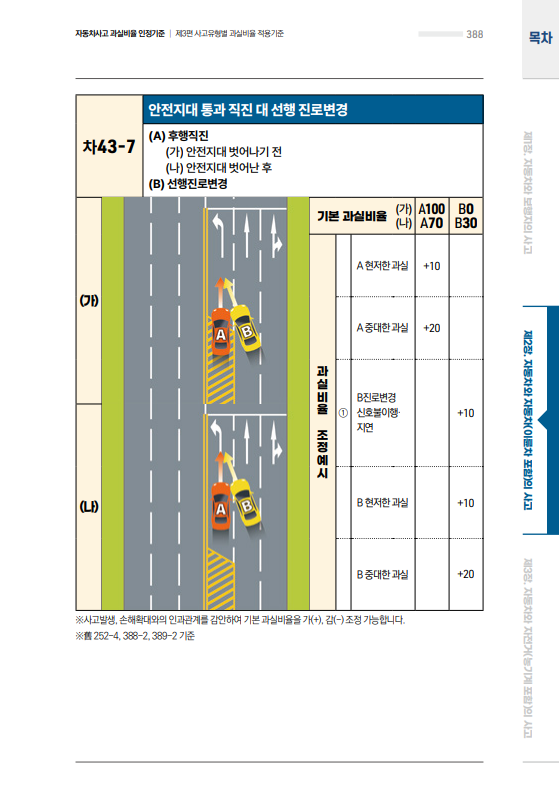 자동차사고 과실비율 인정기준 | 제3편 사고유형별 과실비율 적용기준
388
목차
차43-7
안전지대 통과 직진 대 선행 진로변경
(A) 후행직진
(가) 안전지대 벗어나기 전
(나) 안전지대 벗어난 후
(B) 선행진로변경
기본 과실비율 (가) A100 B0
(나) A70 B30
(가)
A B
(나)
A B
과실비율 조정예시
A 현저한 과실 +10
A 중대한 과실 +20
①
B진로변경
신호불이행·
지연
+10
B 현저한 과실 +10
B 중대한 과실 +20
※사고발생, 손해확대와의 인과관계를 감안하여 기본 과실비율을 가(+), 감(-) 조정 가능합니다.
※舊 252-4, 388-2, 389-2 기준
제1장. 자동차와 보행자의 사고
제2장. 자동차와 자동차(이륜차 포함)의 사고
제3장. 자동차와 자전거(농기계 포함)의 사고